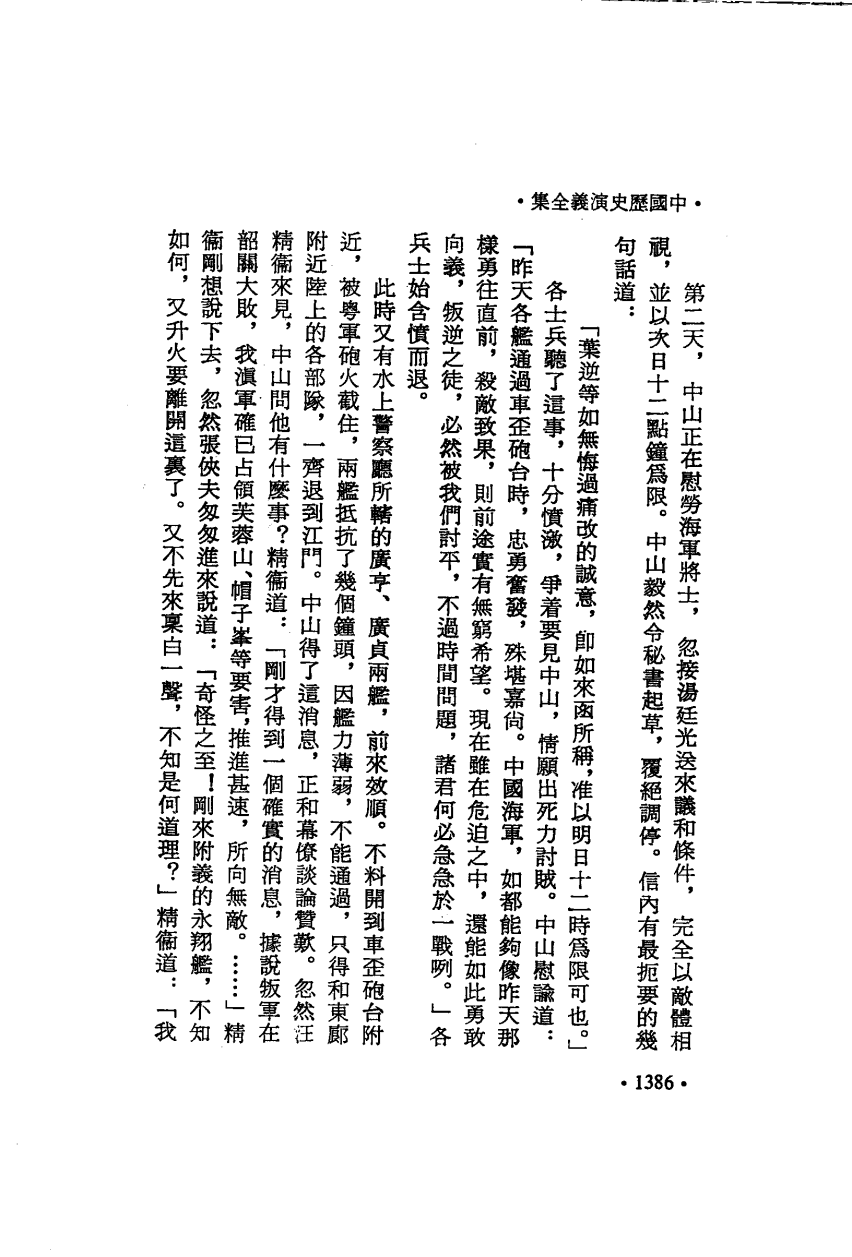 ・中國歷史演義全集・
第二天，中山正在慰勞海軍將士，忽接湯廷光送來議和條件，完全以敵體相
視，並以次日十二點鐘爲限。中山毅然令秘書起草，覆絕調停。信內有最扼要的幾
句話道：
「葉逆等如無悔過痛改的誠意，卽如來函所稱，准以明日十二時爲限可也。」
各士兵聽了這事，十分憤激，爭着要見中山，情願出死力討賊。中山慰諭道：
「昨天各艦通過車歪砲台時，忠勇奮發，殊堪嘉尙。中國海軍，如都能夠像昨天那
樣勇往直前，殺敵致果，則前途實有無窮希望。現在雖在危迫之中，還能如此勇敢
向義，叛逆之徒，必然被我們討平，不過時間問題，諸君何必急急於一戰咧。」各
兵士始含憤而退。
此時又有水上警察廳所轄的廣亨、廣貞兩艦，前來效順。不料開到車歪砲台附
近，被粵軍砲火截住，兩艦抵抗了幾個鐘頭，因艦力薄弱，不能通過，只得和東廊
附近陸上的各部隊，一齊退到江門。中山得了這消息，正和幕僚談論贊歎。忽然汪
精衞來見，中山問他有什麼事？精衞道：「剛才得到一個確實的消息，據說叛軍在
韶關大敗，我滇軍確已占領芙蓉山、帽子峯等要害，推進甚速，所向無敵。……」精
衞剛想說下去，忽然張俠夫匆匆進來說道：「奇怪之至！剛來附義的永翔艦，不知
如何，又升火要離開這裏了。又不先來稟白一聲，不知是何道理？」精衞道：「我
・1386・